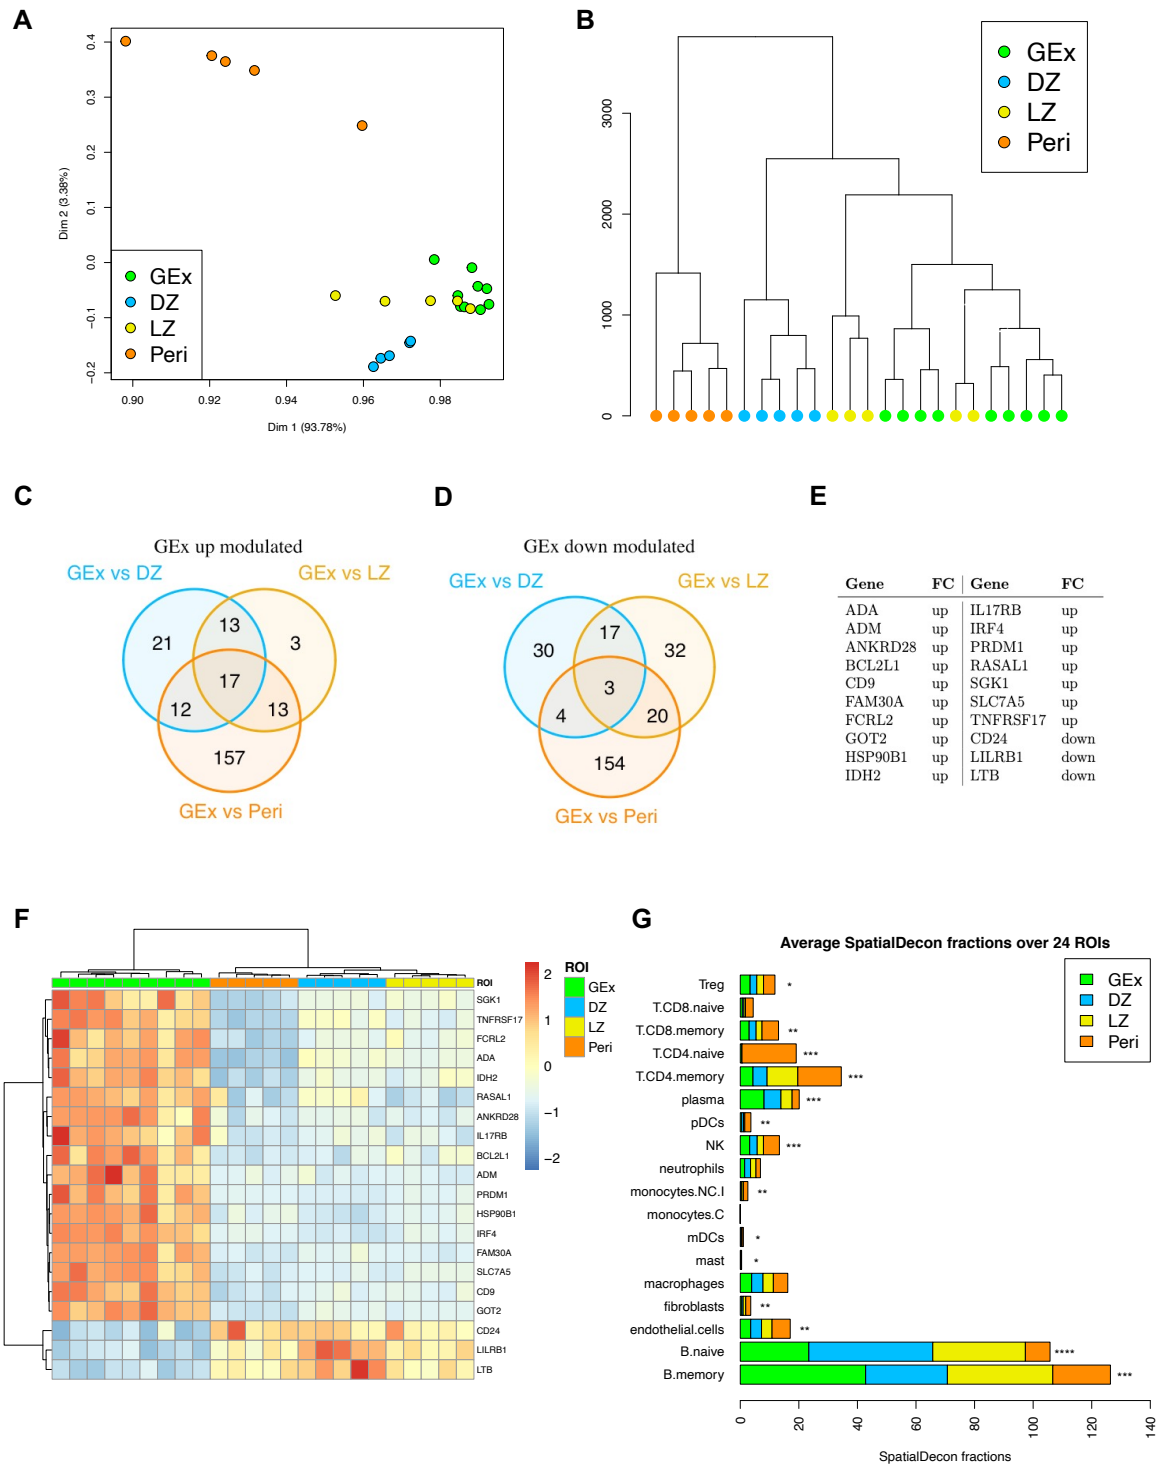 A
0.4
0.3
0.2
0.1
0.0
−0.1
−0.2
Dim 2 (3.38%)
GEx
DZ
LZ
Peri
0.90 0.92 0.94 0.96 0.98
Dim 1 (93.78%)
B
3000
2000
1000
0
GEx
DZ
LZ
Peri
C
GEx up modulated
GEx vs DZ
GEx vs LZ
13
21
3
17
12
13
157
GEx vs Peri
D
GEx down modulated
GEx vs DZ
GEx vs LZ
17
30
32
3
4
20
154
GEx vs Peri
E
Gene FC Gene FC
ADA up IL17RB up
ADM up IRF4 up
ANKRD28 up PRDM1 up
BCL2L1 up RASAL1 up
CD9 up SGK1 up
FAM30A up SLC7A5 up
FCRL2 up TNFRSF17 up
GOT2 up CD24 down
HSP90B1 up LILRB1 down
IDH2 up LTB down
F
ROI
SGK1
TNFRSF17
FCRL2
ADA
IDH2
RASAL1
ANKRD28
IL17RB
BCL2L1
ADM
PRDM1
HSP90B1
IRF4
FAM30A
SLC7A5
CD9
GOT2
CD24
LILRB1
LTB
2
1
0
−1
−2
ROI
GEx
DZ
LZ
Peri
G
Average SpatialDecon fractions over 24 ROIs
GEx
DZ
LZ
Peri
Treg *
T.CD8.naive
T.CD8.memory **
T.CD4.naive ***
T.CD4.memory ***
plasma ***
pDCs **
NK ***
neutrophils
monocytes.NC.I **
monocytes.C
mDCs *
mast *
macrophages
fibroblasts **
endothelial.cells **
B.naive ****
B.memory ***
0 20 40 60 80 100 120 140
SpatialDecon fractions